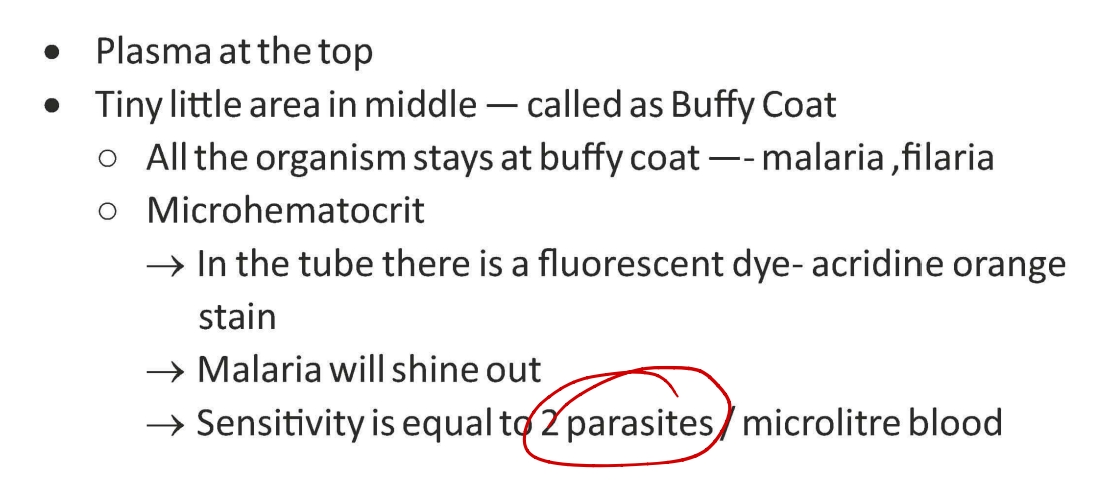 • Plasma at the top
• Tiny little area in middle — called as Buffy Coat
○ All the organism stays at buffy coat —- malaria ,filaria
○ Microhematocrit
→ In the tube there is a fluorescent dye- acridine orange
stain
→ Malaria will shine out
→ Sensitivity is equal to 2 parasites / microlitre blood